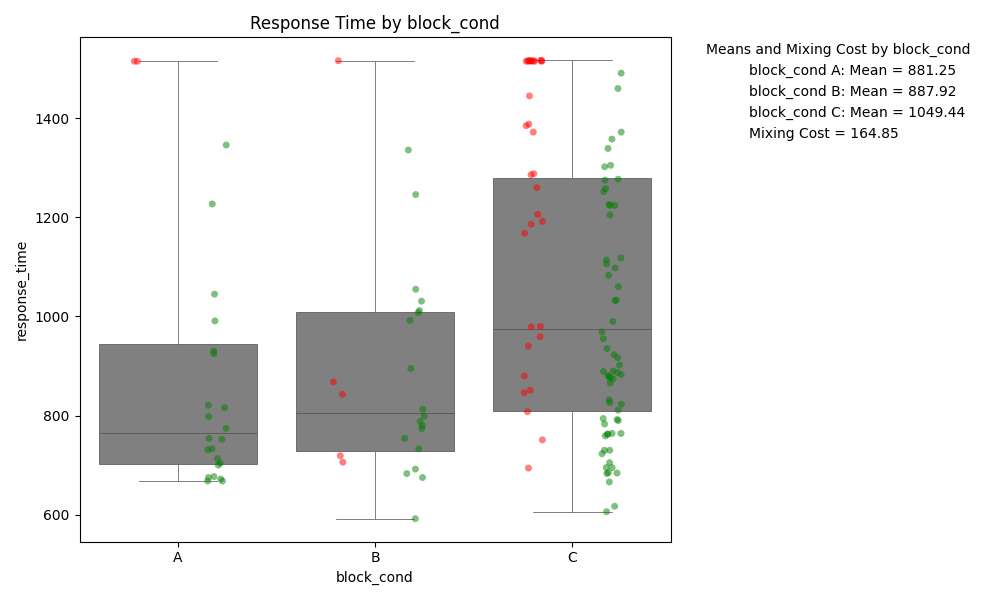 Response Time by block_cond
Means and Mixing Cost by block_cond
block_cond A: Mean = 881.25
block_cond B: Mean = 887.92
block_cond C: Mean = 1049.44
Mixing Cost = 164.85
response_time
1400
1200
1000
800
600
A
B
C
block_cond